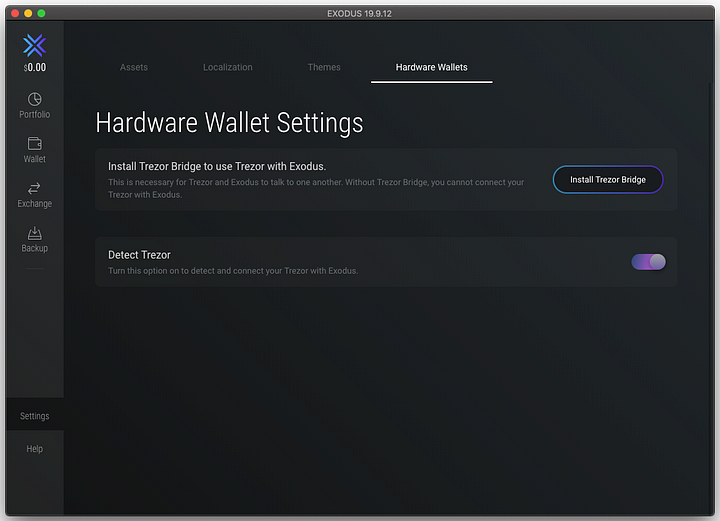 EXODUS 19.9.12
$0.00
Portfolio
Wallet
Exchange
Backup
Settings
Help
Assets Localization Themes Hardware Wallets
Hardware Wallet Settings
Install Trezor Bridge to use Trezor with Exodus.
This is necessary for Trezor and Exodus to talk to one another. Without Trezor Bridge, you cannot connect your
Trezor with Exodus.
Install Trezor Bridge
Detect Trezor
Turn this option on to detect and connect your Trezor with Exodus.